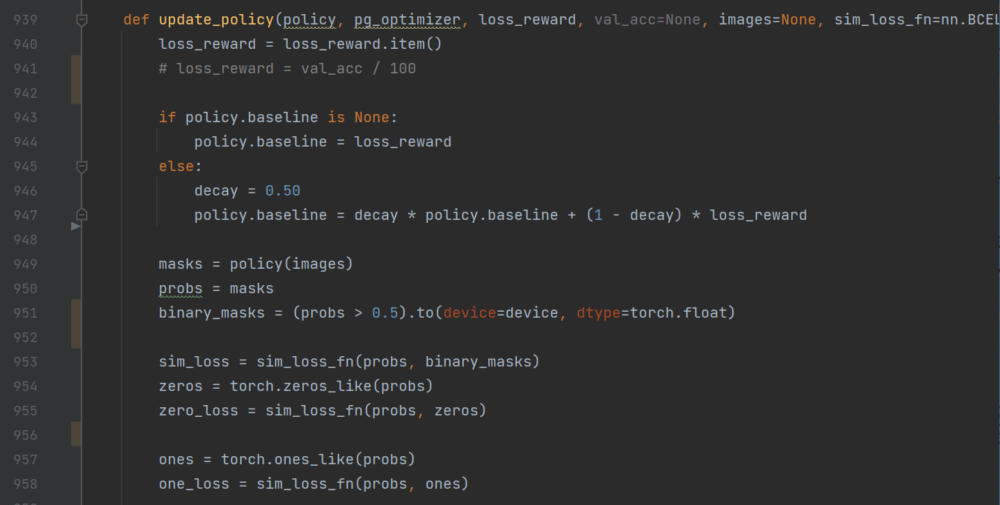 939 def update_policy(policy, pg_optimizer, loss_reward, val_acc=None, images=None, sim_loss_fn=nn.BCEL
940 loss_reward = loss_reward.item()
941 # loss_reward = val_acc / 100
942
943 if policy.baseline is None:
944 policy.baseline = loss_reward
945 else:
946 decay = 0.50
947 policy.baseline = decay * policy.baseline + (1 - decay) * loss_reward
948
949 masks = policy(images)
950 probs = masks
951 binary_masks = (probs > 0.5).to(device=device, dtype=torch.float)
952
953 sim_loss = sim_loss_fn(probs, binary_masks)
954 zeros = torch.zeros_like(probs)
955 zero_loss = sim_loss_fn(probs, zeros)
956
957 ones = torch.ones_like(probs)
958 one_loss = sim_loss_fn(probs, ones)